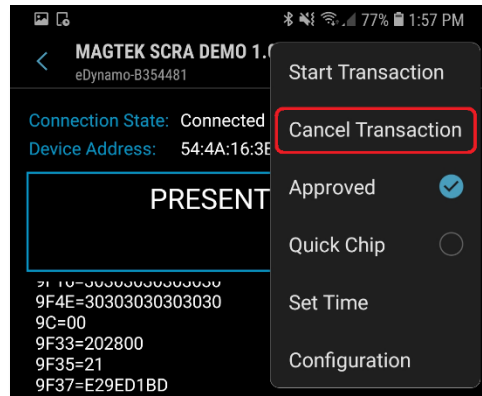 77% 1:57 PM
MAGTEK SCRA DEMO 1.
eDynamo-B354481
Connection State: Connected
Device Address: 54:4A:16:3
PRESENT
9F4E=30303030303030
9C=00
9F33=202800
9F35=21
9F37=E29ED1BD
Start Transaction
Cancel Transaction
Approved
Quick Chip
Set Time
Configuration